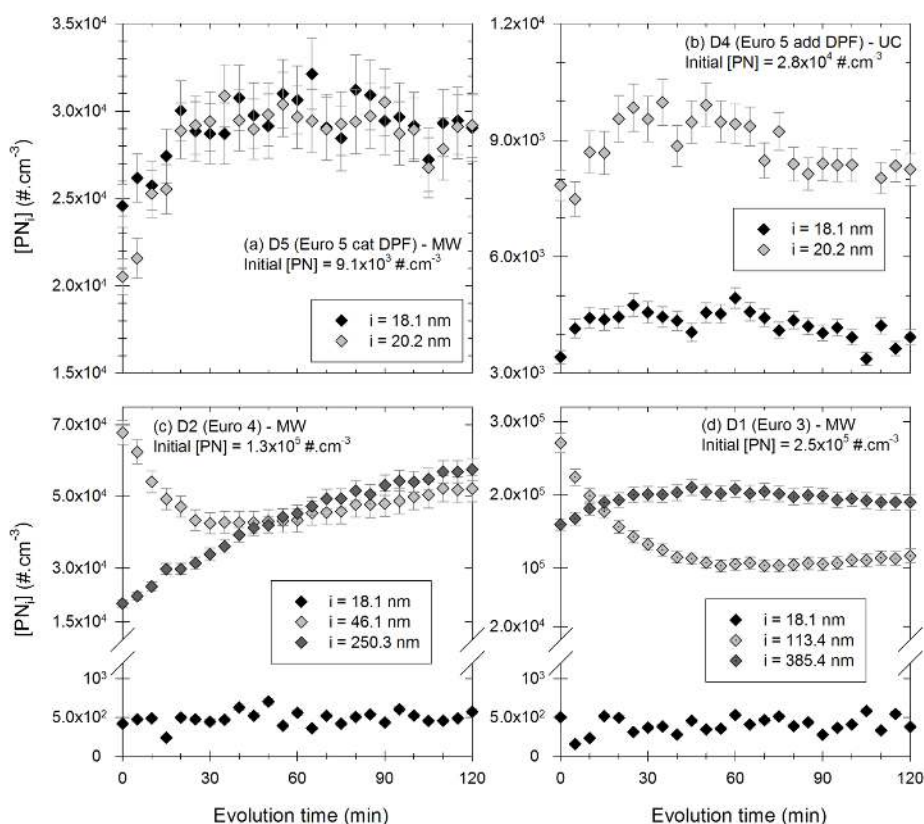 [PNi] (#.cm-3)
3.5x10⁴
3.0x10⁴
2.5x10⁴
2.0x10⁴
1.5x10⁴
(a) D5 (Euro 5 cat DPF) - MW
Initial [PN] = 9.1x10³ #.cm-3
i = 18.1 nm
i = 20.2 nm
1.2x10⁴
9.0x10³
6.0x10³
3.0x10³
(b) D4 (Euro 5 add DPF) - UC
Initial [PN] = 2.8x10⁴ #.cm-3
i = 18.1 nm
i = 20.2 nm
[PNi] (#.cm-3)
7.0x10⁴
5.0x10⁴
3.0x10⁴
1.5x10⁴
10³
5.0x10²
0
(c) D2 (Euro 4) - MW
Initial [PN] = 1.3x10⁵ #.cm-3
i = 18.1 nm
i = 46.1 nm
i = 250.3 nm
0 30 60 90 120
Evolution time (min)
3.0x10⁵
2.0x10⁵
10⁵
2.0x10⁴
10³
5.0x10²
0
(d) D1 (Euro 3) - MW
Initial [PN] = 2.5x10⁵ #.cm-3
i = 18.1 nm
i = 113.4 nm
i = 385.4 nm
0 30 60 90 120
Evolution time (min)